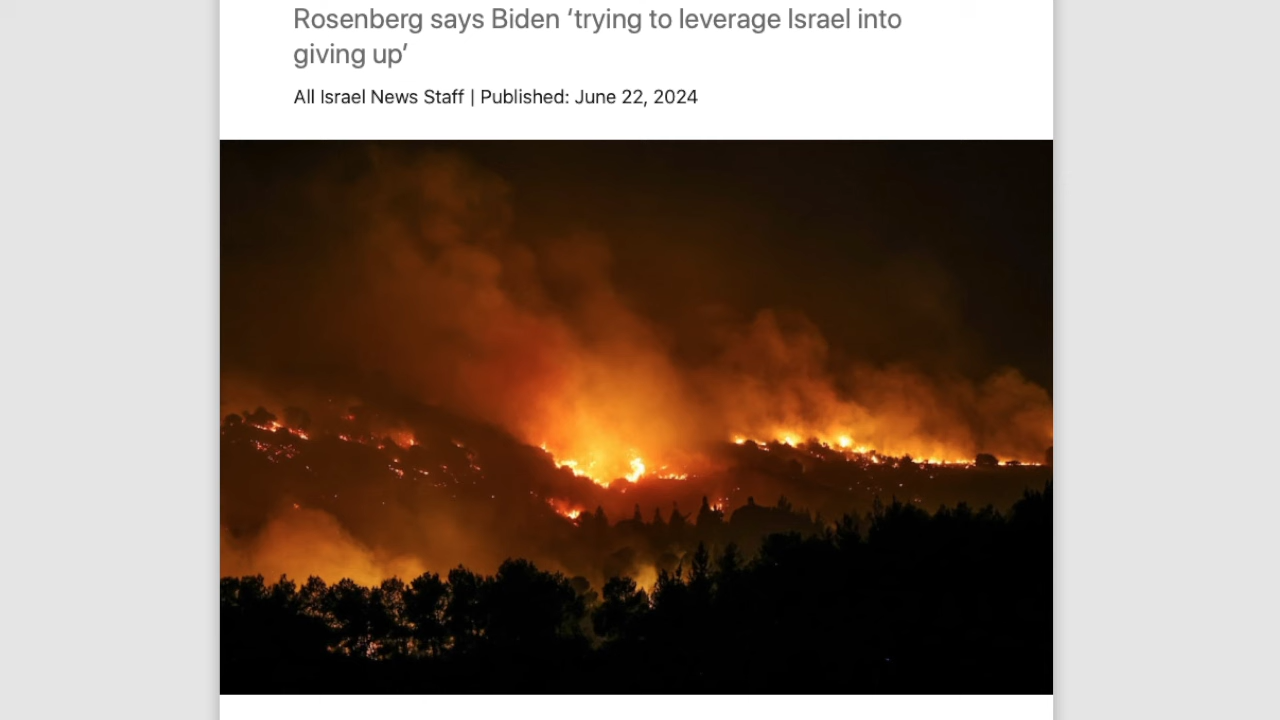 Rosenberg says Biden ‘trying to leverage Israel into
giving up’
All Israel News Staff | Published: June 22, 2024